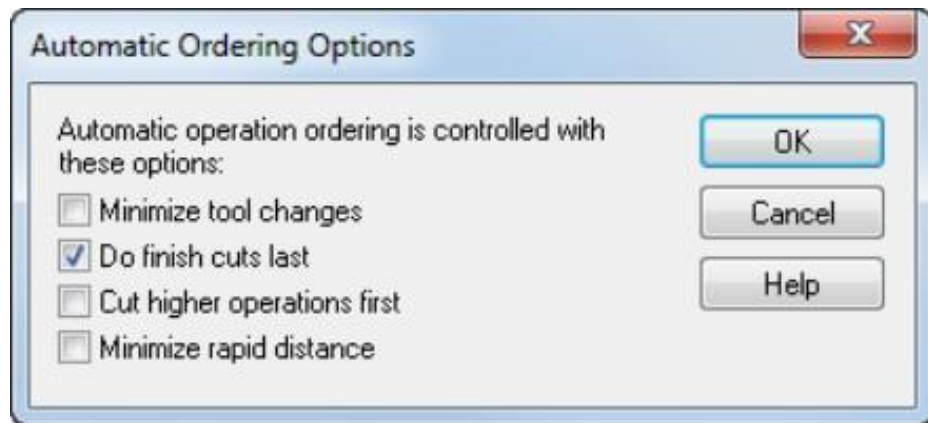 Automatic Ordering Options
Automatic operation ordering is controlled with
these options:
Minimize tool changes
Do finish cuts last
Cut higher operations first
Minimize rapid distance
OK
Cancel
Help